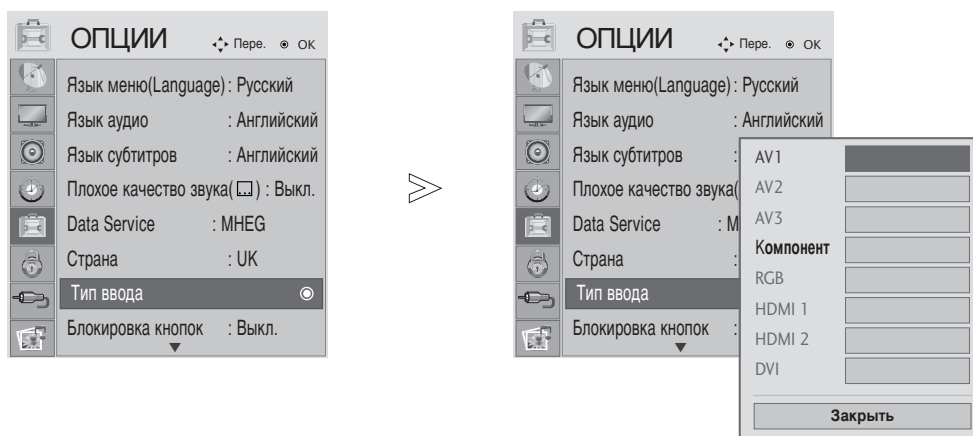 ОПЦИИ Пере. OK
Язык меню(Language) : Русский
Язык аудио : Английский
Язык субтитров : Английский
Плохое качество звука( ) : Выкл.
Data Service : MHEG
Страна : UK
Тип ввода
Блокировка кнопок : Выкл.
ОПЦИИ Пере. OK
Язык меню(Language) : Русский
Язык аудио : Английский
Язык субтитров :
Плохое качество звука(
Data Service : M
Страна :
Тип ввода
Блокировка кнопок :
AV1
AV2
AV3
Компонент
RGB
HDMI 1
HDMI 2
DVI
Закрыть